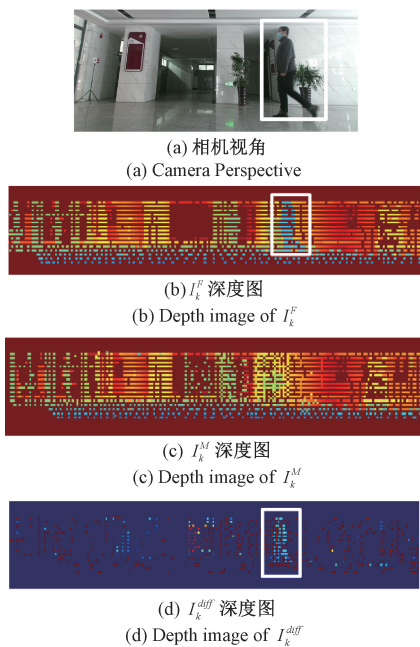 (a) 相机视角
(a) Camera Perspective
(b) I_k^F 深度图
(b) Depth image of I_k^F
(c) I_k^M 深度图
(c) Depth image of I_k^M
(d) I_k^{diff} 深度图
(d) Depth image of I_k^{diff}